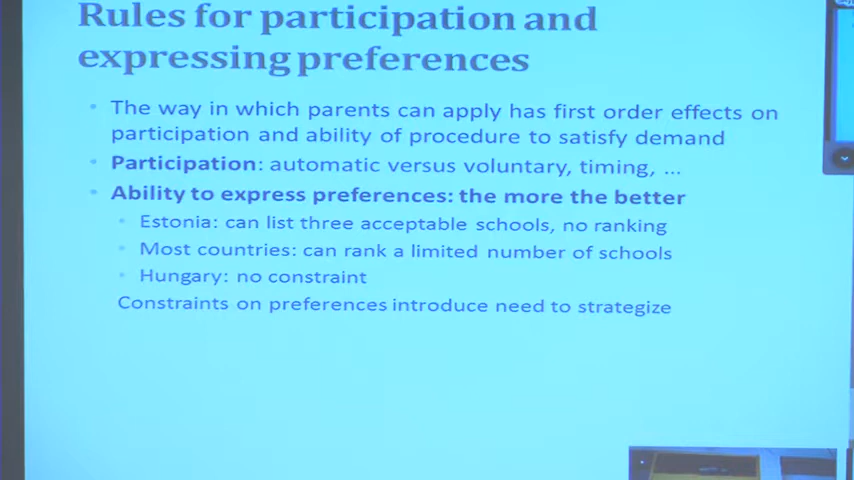 Rules for participation and
expressing preferences
• The way in which parents can apply has first order effects on
participation and ability of procedure to satisfy demand
• Participation: automatic versus voluntary, timing, ...
• Ability to express preferences: the more the better
• Estonia: can list three acceptable schools, no ranking
• Most countries: can rank a limited number of schools
• Hungary: no constraint
Constraints on preferences introduce need to strategize